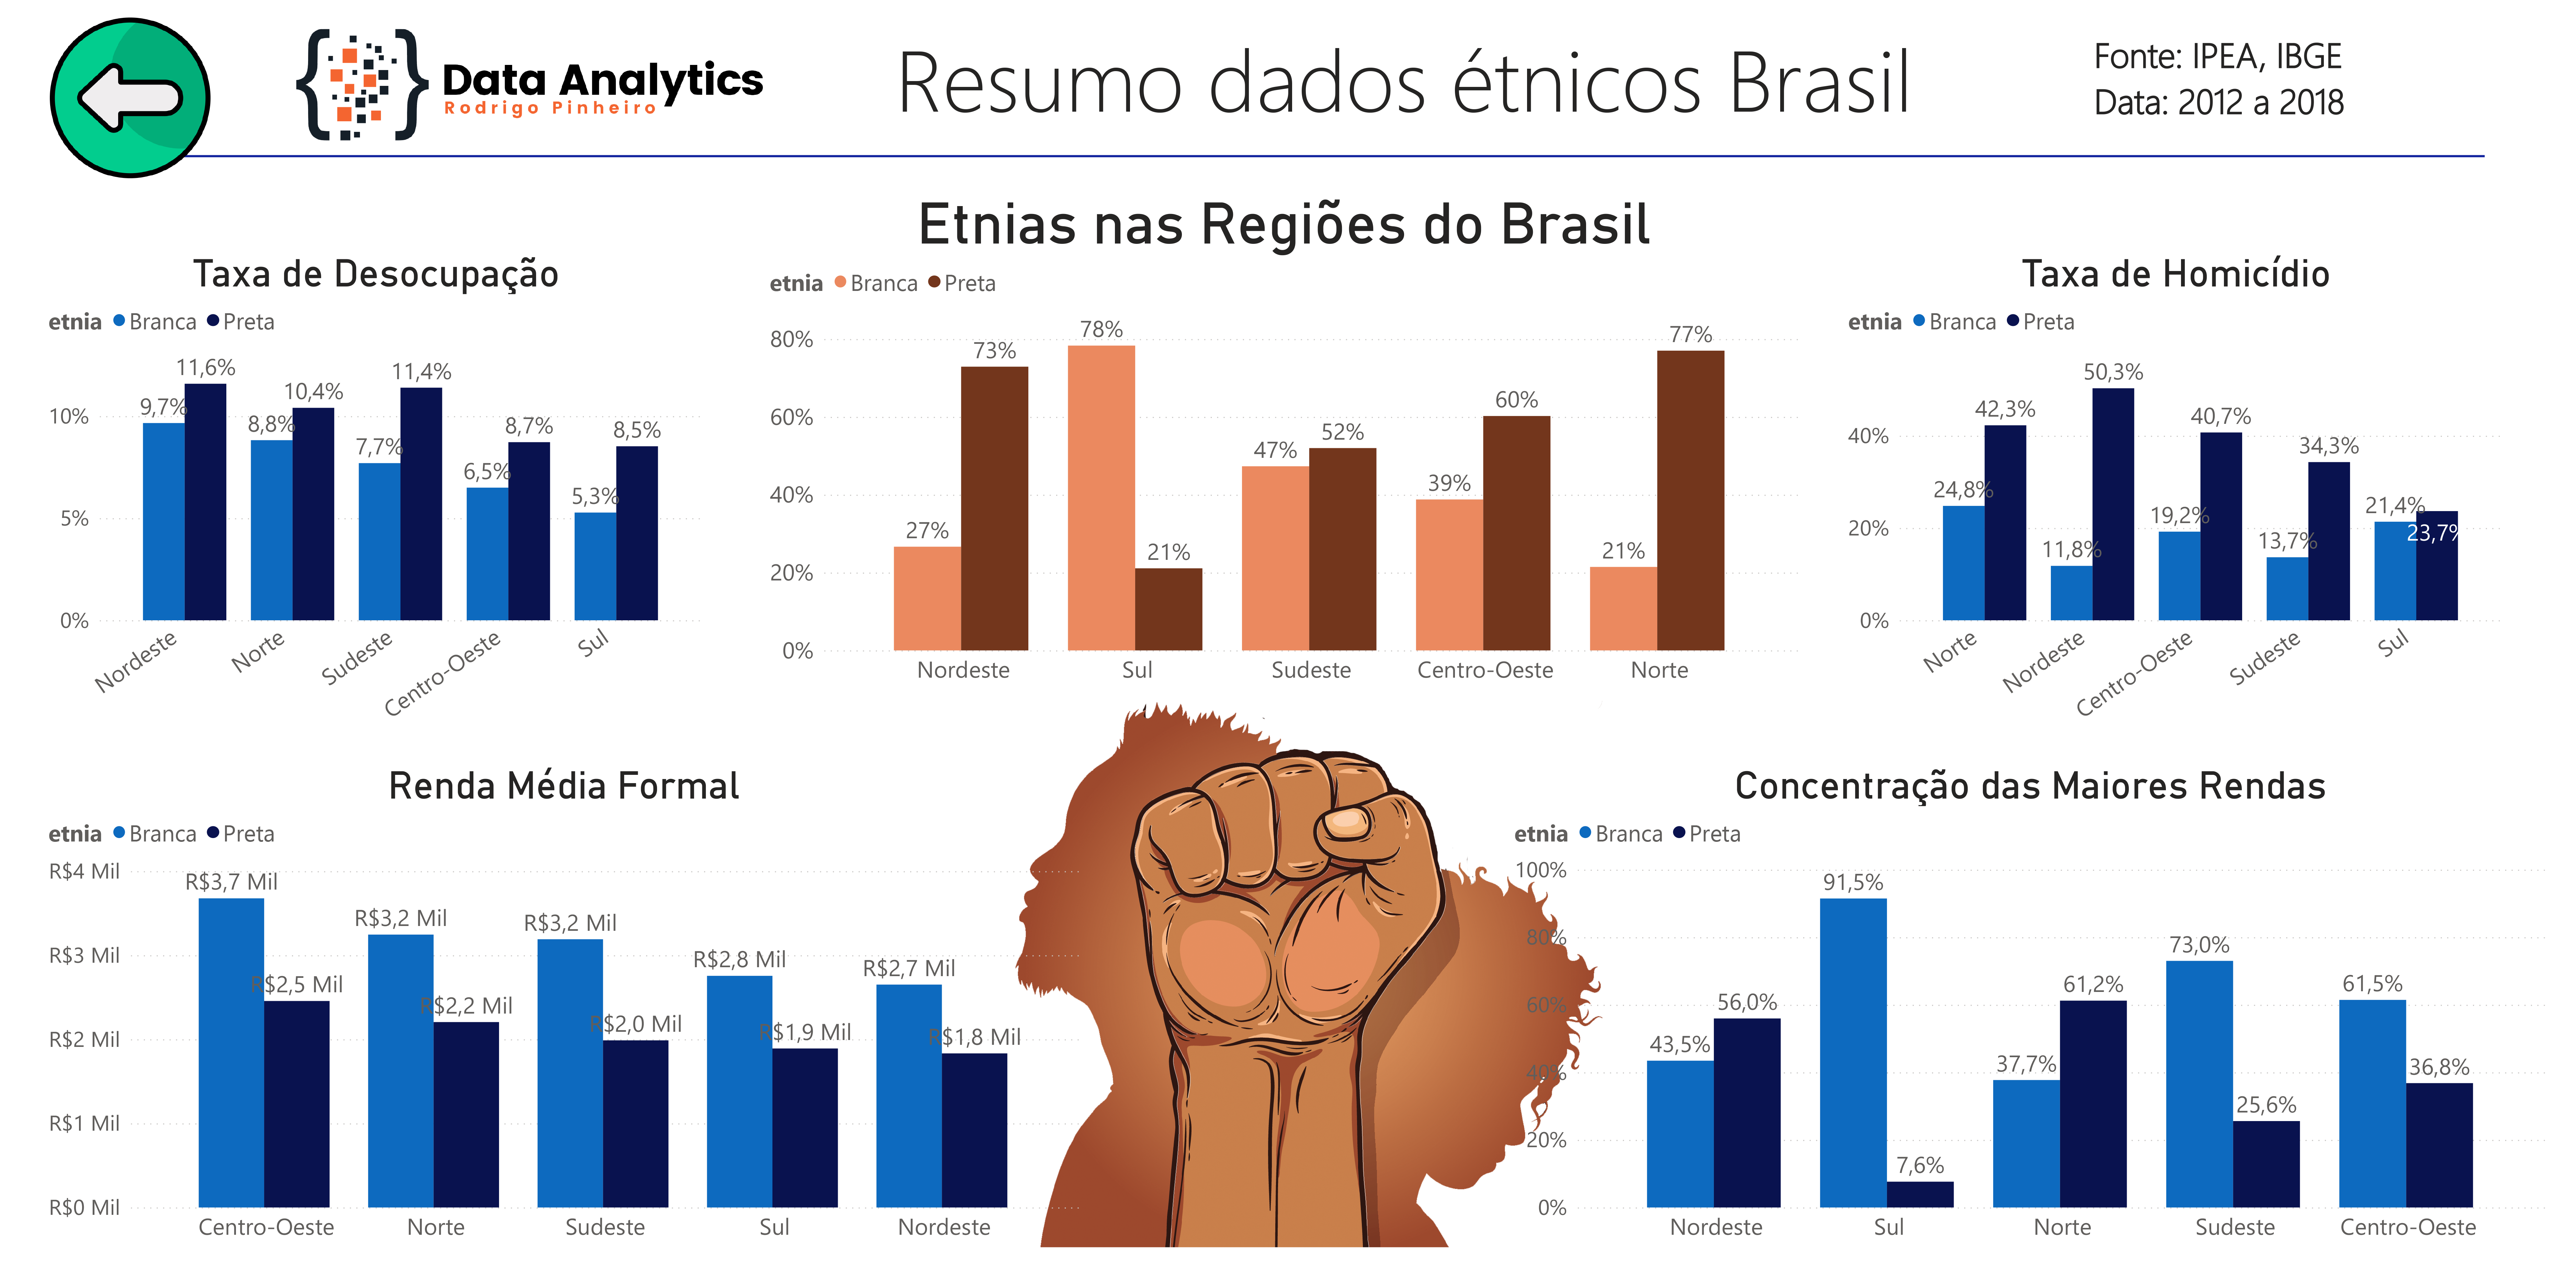 Data Analytics
Rodrigo Pinheiro
Resumo dados étnicos Brasil
Fonte: IPEA, IBGE
Data: 2012 a 2018
Taxa de Desocupação
etnia Branca Preta
10%
5%
0%
9,7% 11,6% 8,8% 10,4% 7,7% 11,4% 6,5% 8,7% 5,3% 8,5%
Nordeste Norte Sudeste Centro-Oeste Sul
Etnias nas Regiões do Brasil
etnia Branca Preta
80%
60%
40%
20%
0%
27% 73% 78% 21% 47% 52% 39% 60% 21% 77%
Nordeste Sul Sudeste Centro-Oeste Norte
Taxa de Homicídio
etnia Branca Preta
40%
20%
0%
24,8% 42,3% 11,8% 50,3% 19,2% 40,7% 13,7% 34,3% 21,4% 23,7%
Norte Nordeste Centro-Oeste Sudeste Sul
Renda Média Formal
etnia Branca Preta
R$4 Mil
R$3 Mil
R$2 Mil
R$1 Mil
R$0 Mil
R$3,7 Mil R$2,5 Mil R$3,2 Mil R$2,2 Mil R$3,2 Mil R$2,0 Mil R$2,8 Mil R$1,9 Mil R$2,7 Mil R$1,8 Mil
Centro-Oeste Norte Sudeste Sul Nordeste
Concentração das Maiores Rendas
etnia Branca Preta
100%
80%
60%
40%
20%
0%
43,5% 56,0% 91,5% 7,6% 37,7% 61,2% 73,0% 25,6% 61,5% 36,8%
Nordeste Sul Norte Sudeste Centro-Oeste